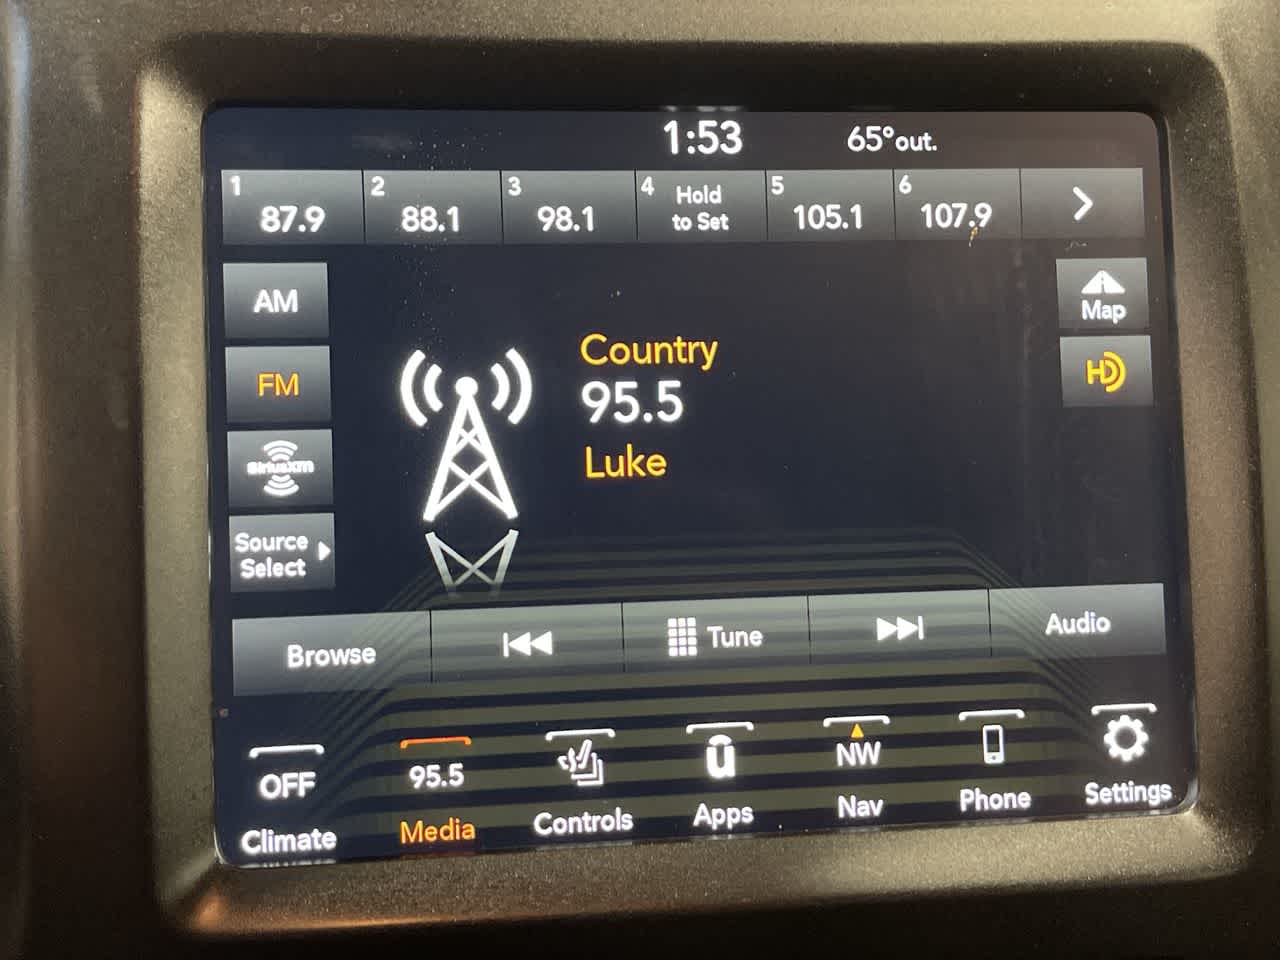 1:53 65°out.
1 87.9 2 88.1 3 98.1 4 Hold to Set 5 105.1 6 107.9
AM
Map
FM
HD
SiriusXM
Source
Select
Country
95.5
Luke
Browse Tune Audio
OFF 95.5 NW
Climate Media Controls Apps Nav Phone Settings